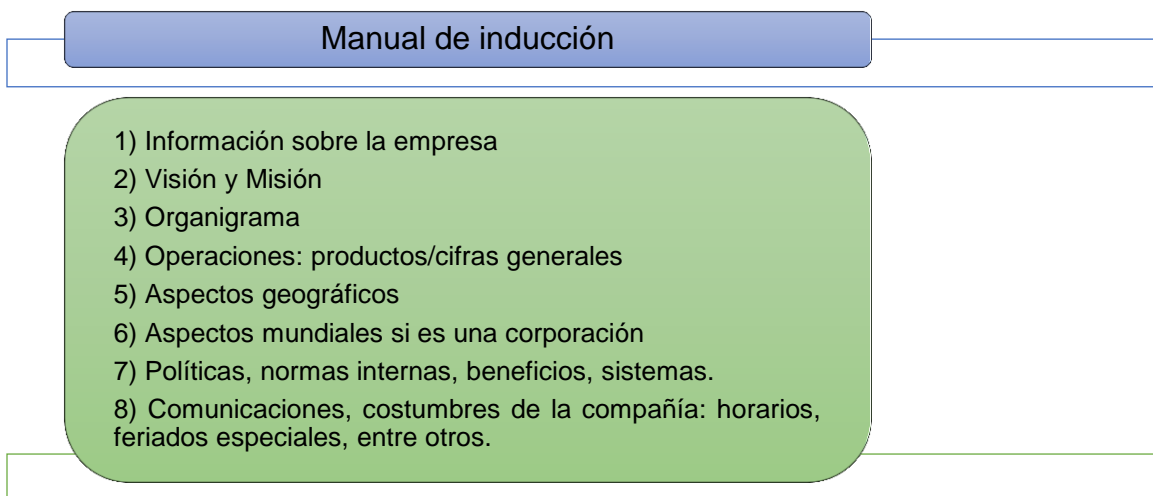 Manual de inducción
1) Información sobre la empresa
2) Visión y Misión
3) Organigrama
4) Operaciones: productos/cifras generales
5) Aspectos geográficos
6) Aspectos mundiales si es una corporación
7) Políticas, normas internas, beneficios, sistemas.
8) Comunicaciones, costumbres de la compañía: horarios,
feriados especiales, entre otros.